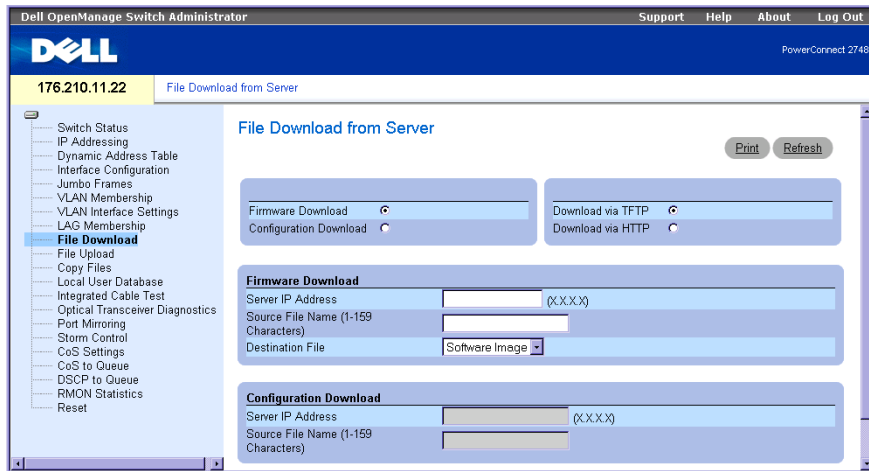 Dell OpenManage Switch Administrator
Support Help About Log Out
DELL
PowerConnect 2748
176.210.11.22
File Download from Server
Switch Status
IP Addressing
Dynamic Address Table
Interface Configuration
Jumbo Frames
VLAN Membership
VLAN Interface Settings
LAG Membership
File Download
File Upload
Copy Files
Local User Database
Integrated Cable Test
Optical Transceiver Diagnostics
Port Mirroring
Storm Control
CoS Settings
CoS to Queue
DSCP to Queue
RMON Statistics
Reset
File Download from Server
Print Refresh
Firmware Download
Configuration Download
Download via TFTP
Download via HTTP
Firmware Download
Server IP Address (X.X.X.X)
Source File Name (1-159
Characters)
Destination File Software Image
Configuration Download
Server IP Address (X.X.X.X)
Source File Name (1-159
Characters)